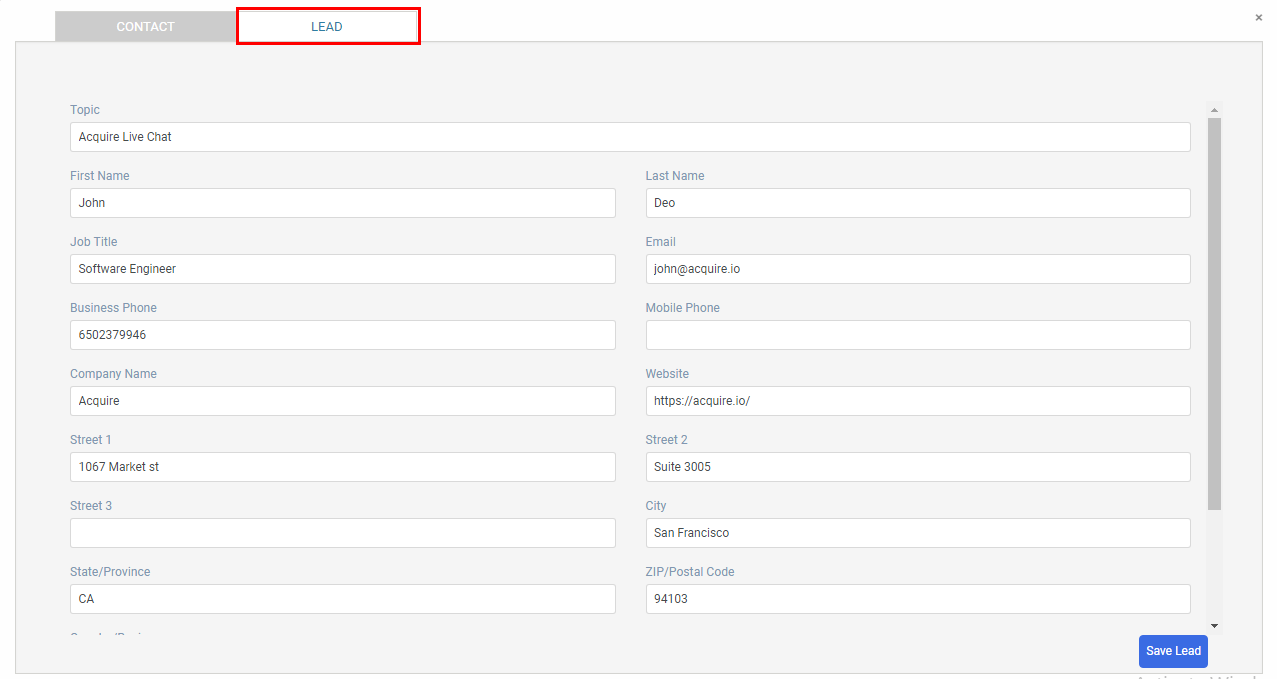 CONTACT LEAD ×
Topic
Acquire Live Chat
First Name Last Name
John Deo
Job Title Email
Software Engineer john@acquire.io
Business Phone Mobile Phone
6502379946
Company Name Website
Acquire https://acquire.io/
Street 1 Street 2
1067 Market st Suite 3005
Street 3 City
San Francisco
State/Province ZIP/Postal Code
CA 94103
Save Lead